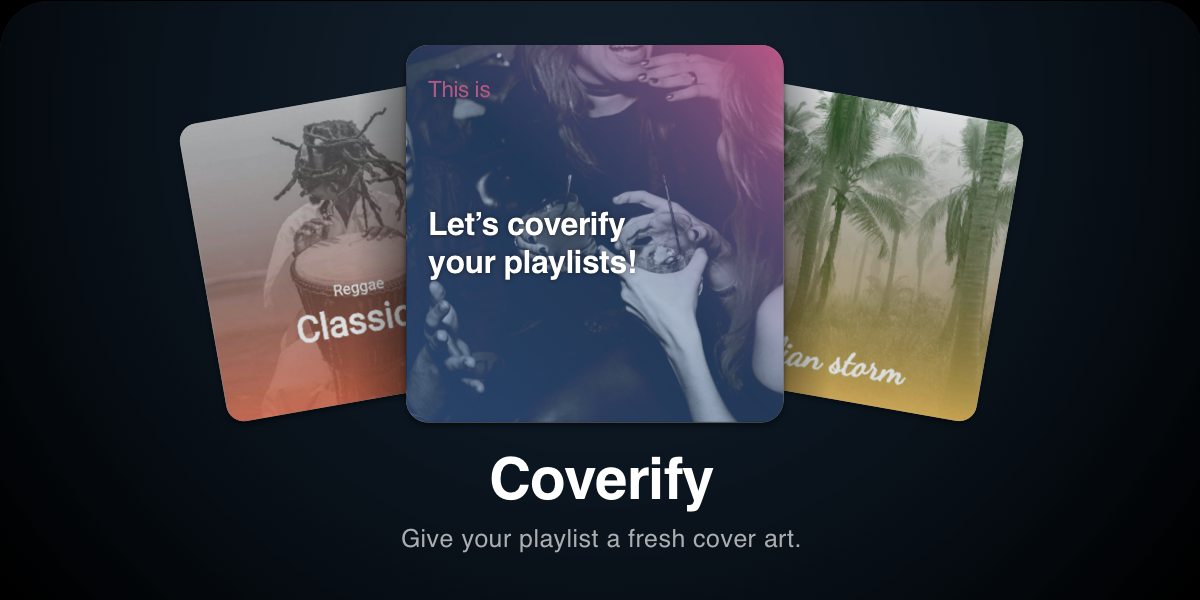 This is
Let’s coverify
your playlists!
Reggae
Classic
ian storm
Coverify
Give your playlist a fresh cover art.